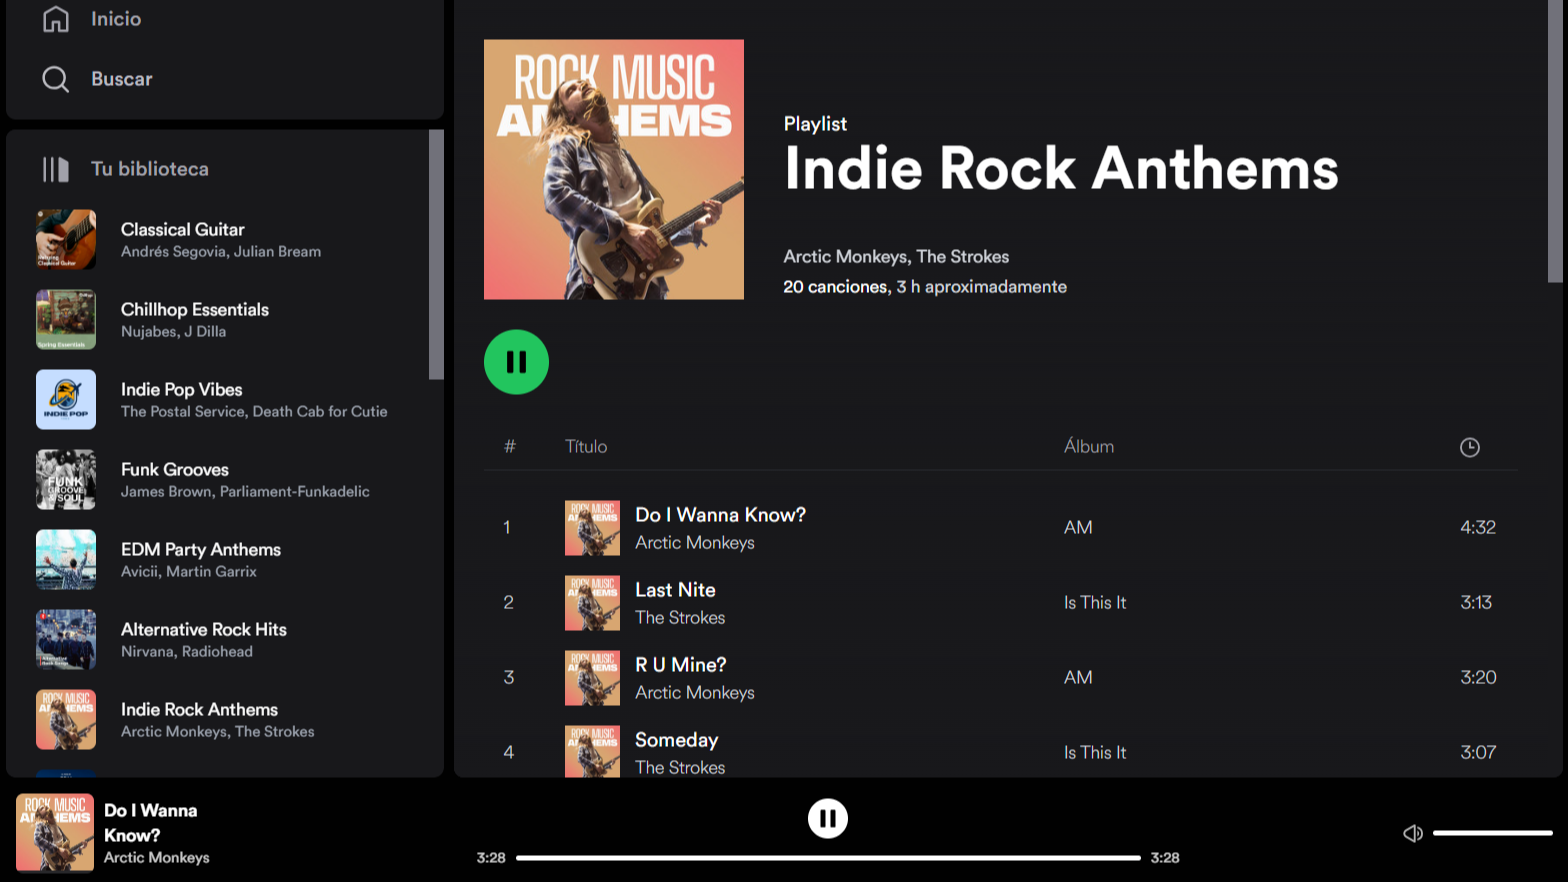 Inicio
Buscar
Tu biblioteca
Classical Guitar
Andrés Segovia, Julian Bream
Chillhop Essentials
Nujabes, J Dilla
Spring Essentials
Indie Pop Vibes
The Postal Service, Death Cab for Cutie
INDIE POP
Funk Grooves
James Brown, Parliament-Funkadelic
FUNK
GROOVE
& SOUL
EDM Party Anthems
Avicii, Martin Garrix
Alternative Rock Hits
Nirvana, Radiohead
Indie Rock Anthems
Arctic Monkeys, The Strokes
ROCK MUSIC
ANTHEMS
ROCK MUSIC
ANTHEMS
Playlist
Indie Rock Anthems
Arctic Monkeys, The Strokes
20 canciones, 3 h aproximadamente
# Título Álbum
1 Do I Wanna Know? AM 4:32
Arctic Monkeys
2 Last Nite Is This It 3:13
The Strokes
3 R U Mine? AM 3:20
Arctic Monkeys
4 Someday Is This It 3:07
The Strokes
ROCK MUSIC
ANTHEMS
Do I Wanna
Know?
Arctic Monkeys
3:28 3:28